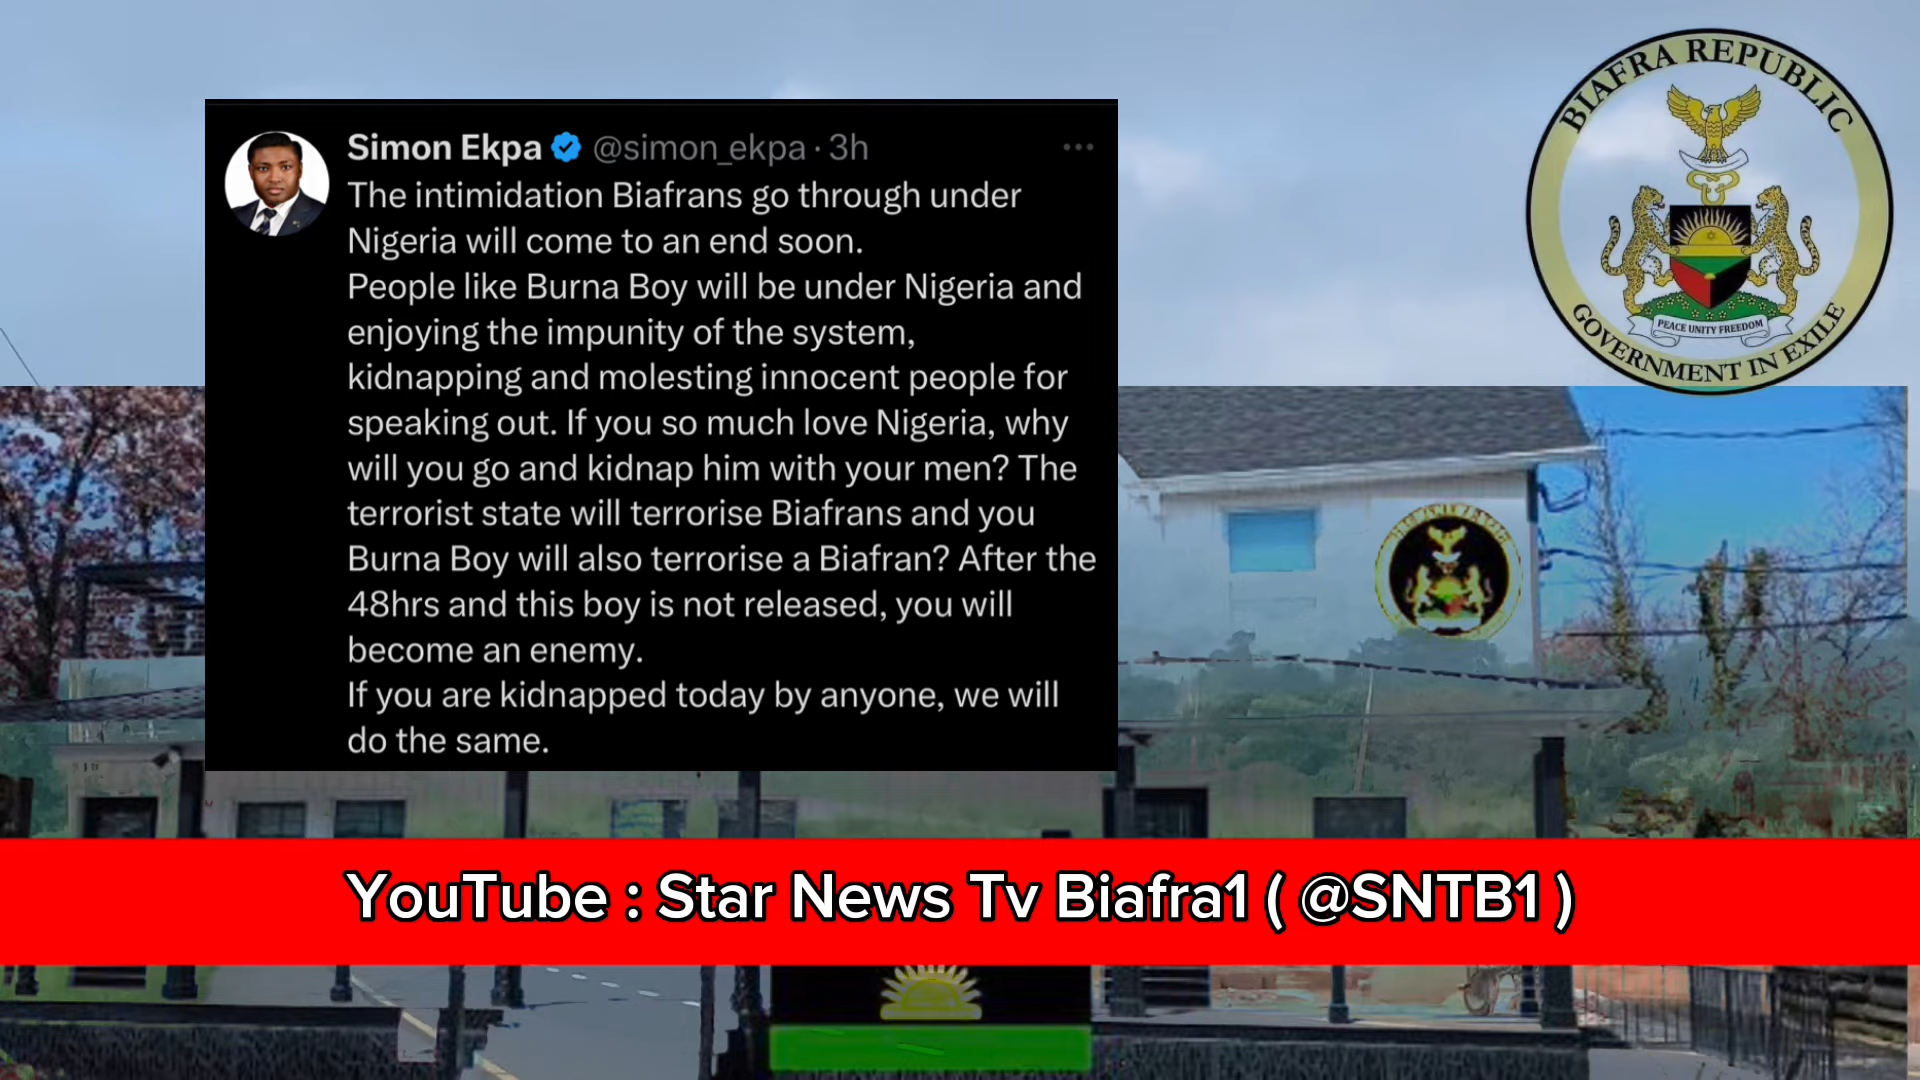 BIAFRA REPUBLIC
GOVERNMENT IN EXILE
PEACE UNITY FREEDOM
Simon Ekpa @simon_ekpa · 3h
The intimidation Biafrans go through under
Nigeria will come to an end soon.
People like Burna Boy will be under Nigeria and
enjoying the impunity of the system,
kidnapping and molesting innocent people for
speaking out. If you so much love Nigeria, why
will you go and kidnap him with your men? The
terrorist state will terrorise Biafrans and you
Burna Boy will also terrorise a Biafran? After the
48hrs and this boy is not released, you will
become an enemy.
If you are kidnapped today by anyone, we will
do the same.
YouTube : Star News Tv Biafra1 ( @SNTB1 )